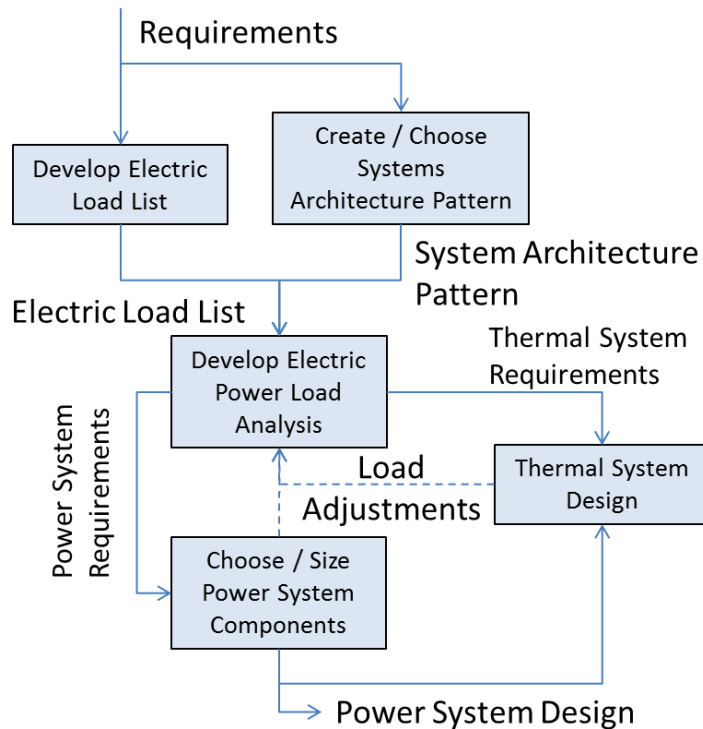 Requirements
Develop Electric
Load List
Create / Choose
Systems
Architecture Pattern
System Architecture
Pattern
Electric Load List
Develop Electric
Power Load
Analysis
Thermal System
Requirements
Power System
Requirements
Load
Adjustments
Thermal System
Design
Choose / Size
Power System
Components
Power System Design